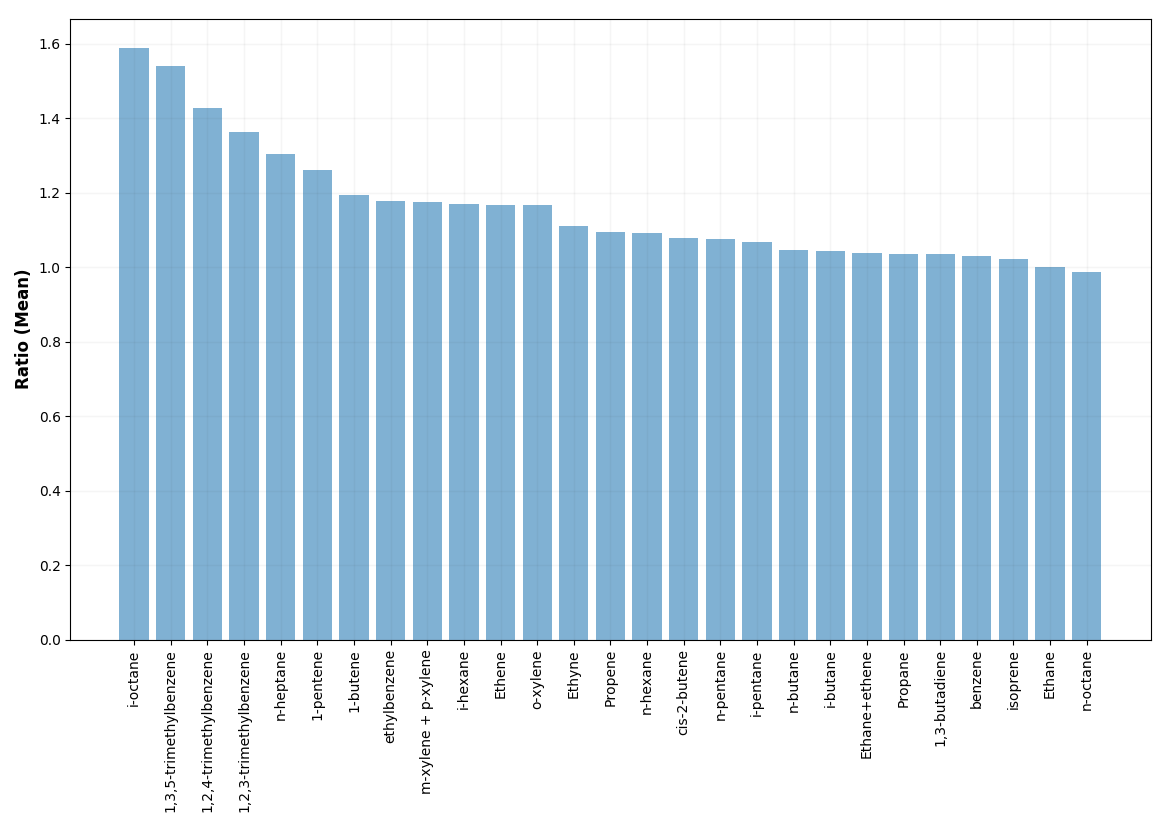 Ratio (Mean)
1.6
1.4
1.2
1.0
0.8
0.6
0.4
0.2
0.0
i-octane
1,3,5-trimethylbenzene
1,2,4-trimethylbenzene
1,2,3-trimethylbenzene
n-heptane
1-pentene
1-butene
ethylbenzene
m-xylene + p-xylene
i-hexane
Ethene
o-xylene
Ethyne
Propene
n-hexane
cis-2-butene
n-pentane
i-pentane
n-butane
i-butane
Ethane+ethene
Propane
1,3-butadiene
benzene
isoprene
Ethane
n-octane